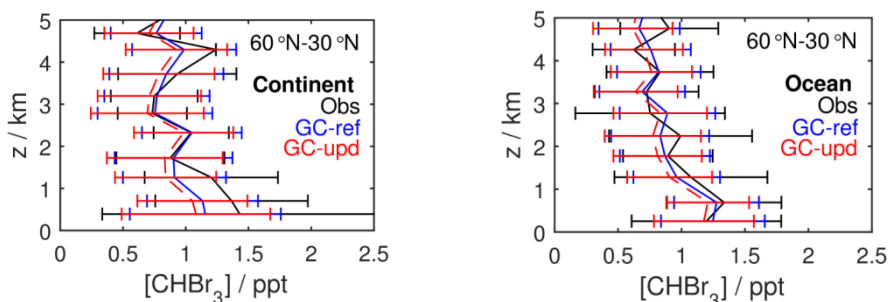 5
4
3
2
1
0
z / km
60 °N-30 °N
Continent
Obs
GC-ref
GC-upd
0 0.5 1 1.5 2 2.5
[CHBr₃] / ppt
5
4
3
2
1
0
z / km
60 °N-30 °N
Ocean
Obs
GC-ref
GC-upd
0 0.5 1 1.5 2 2.5
[CHBr₃] / ppt